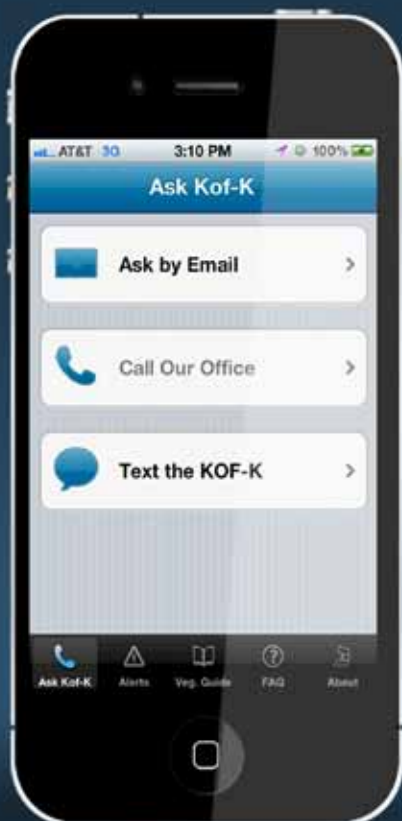 AT&T 3G 3:10 PM 100%
Ask Kof-K
Ask by Email
Call Our Office
Text the KOF-K
Ask Kof-K Alerts Veg. Guide FAQ About